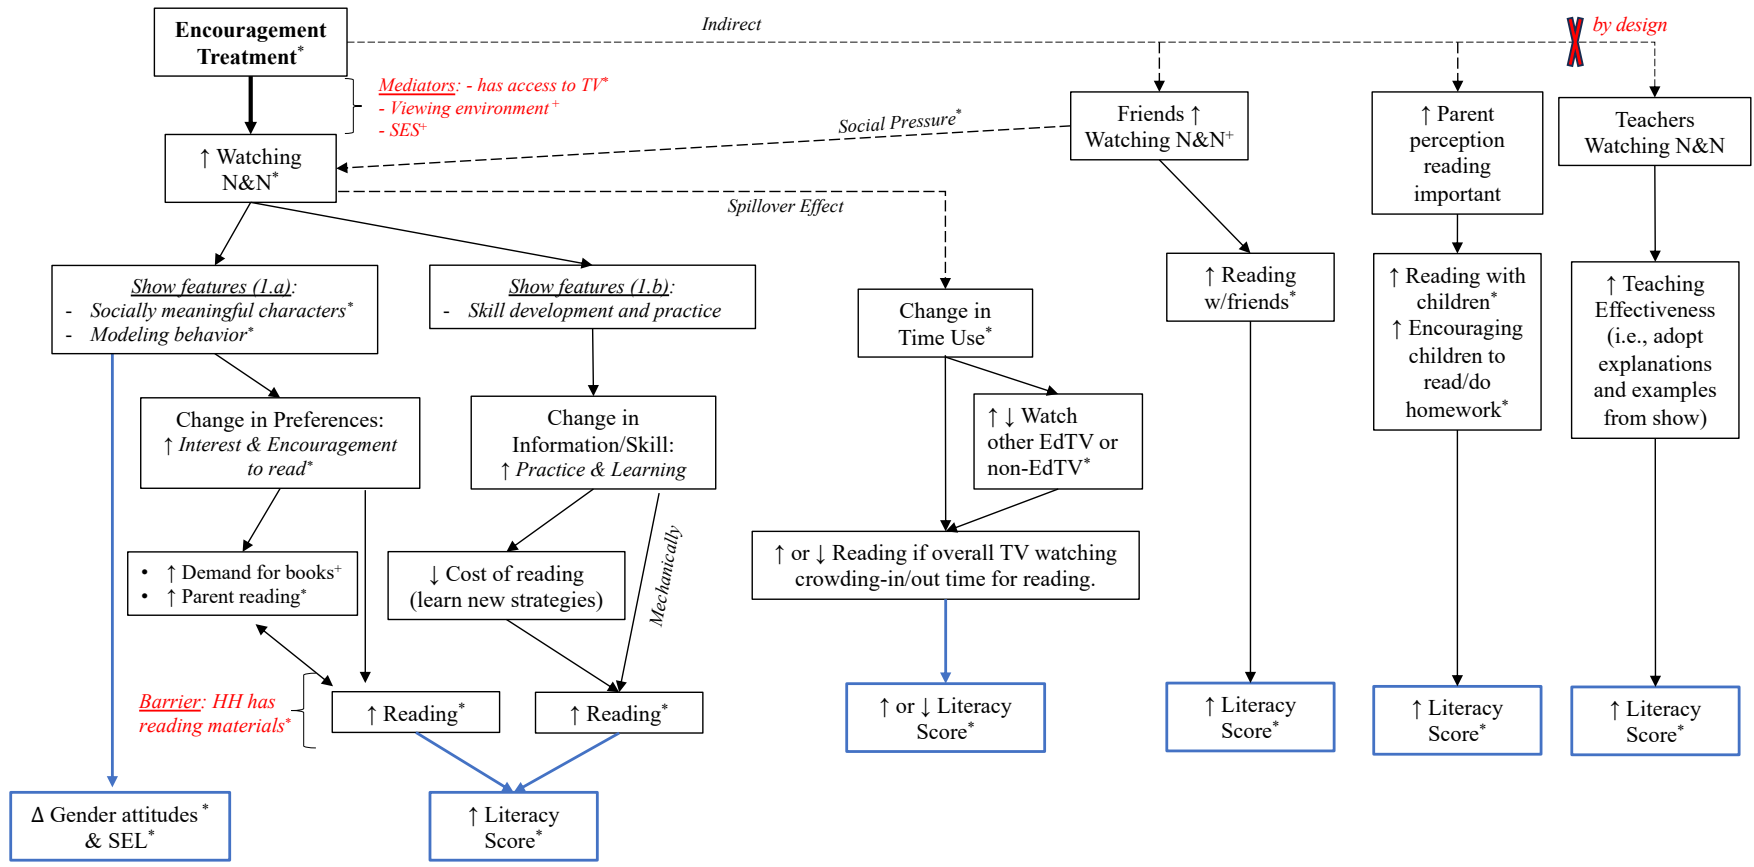 Encouragement
Treatment*
Indirect
by design
Mediators: - has access to TV*
- Viewing environment +
- SES+
Social Pressure*
Friends ↑
Watching N&N+
↑ Parent
perception
reading
important
Teachers
Watching N&N
↑ Watching
N&N*
Spillover Effect
Show features (1.a):
- Socially meaningful characters*
- Modeling behavior*
Show features (1.b):
- Skill development and practice
Change in
Time Use*
↑ Reading
w/friends*
↑ Reading with
children*
↑ Encouraging
children to
read/do
homework*
↑ Teaching
Effectiveness
(i.e., adopt
explanations
and examples
from show)
Change in Preferences:
↑ Interest & Encouragement
to read*
Change in
Information/Skill:
↑ Practice & Learning
↑ ↓ Watch
other EdTV or
non-EdTV*
• ↑ Demand for books+
• ↑ Parent reading*
↓ Cost of reading
(learn new strategies)
Mechanically
↑ or ↓ Reading if overall TV watching
crowding-in/out time for reading.
Barrier: HH has
reading materials*
↑ Reading*
↑ Reading*
↑ or ↓ Literacy
Score*
↑ Literacy
Score*
↑ Literacy
Score*
↑ Literacy
Score*
Δ Gender attitudes *
& SEL*
↑ Literacy
Score*